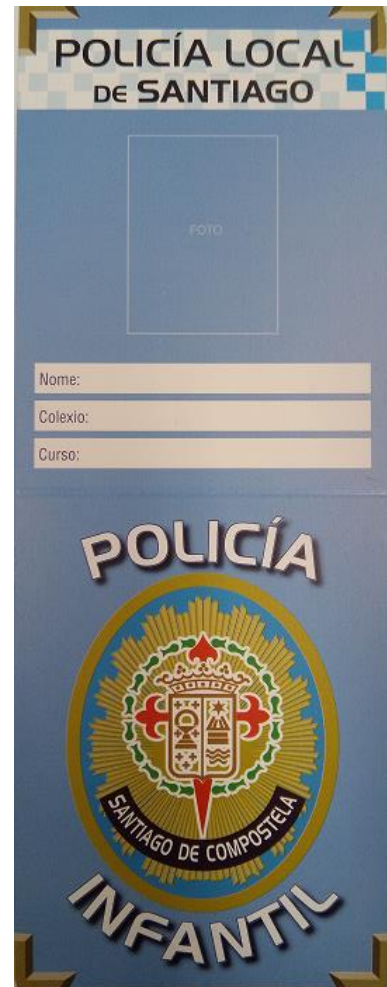 POLICÍA LOCAL
DE SANTIAGO
FOTO
Nome:
Colexio:
Curso:
POLICÍA
SANTIAGO DE COMPOSTELA
INFANTIL